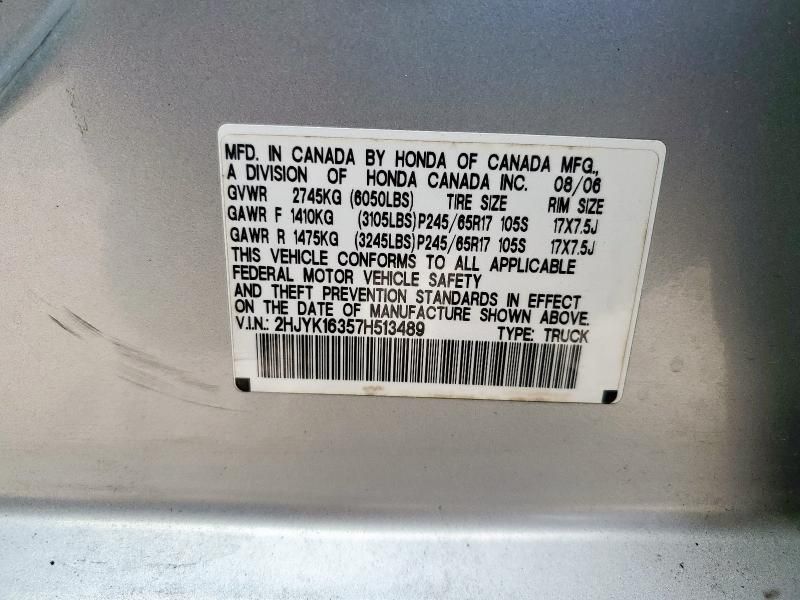 MFD. IN CANADA BY HONDA OF CANADA MFG.,
A DIVISION OF HONDA CANADA INC. 08/06
GVWR 2745KG (6050LBS) TIRE SIZE RIM SIZE
GAWR F 1410KG (3105LBS) P245/65R17 105S 17X7.5J
GAWR R 1475KG (3245LBS) P245/65R17 105S 17X7.5J
THIS VEHICLE CONFORMS TO ALL APPLICABLE
FEDERAL MOTOR VEHICLE SAFETY
AND THEFT PREVENTION STANDARDS IN EFFECT
ON THE DATE OF MANUFACTURE SHOWN ABOVE.
V.I.N.: 2HJYK16357H513489 TYPE: TRUCK